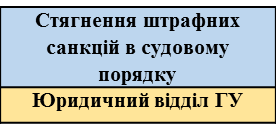 Стягнення штрафних
санкцій в судовому
порядку
Юридичний відділ ГУ